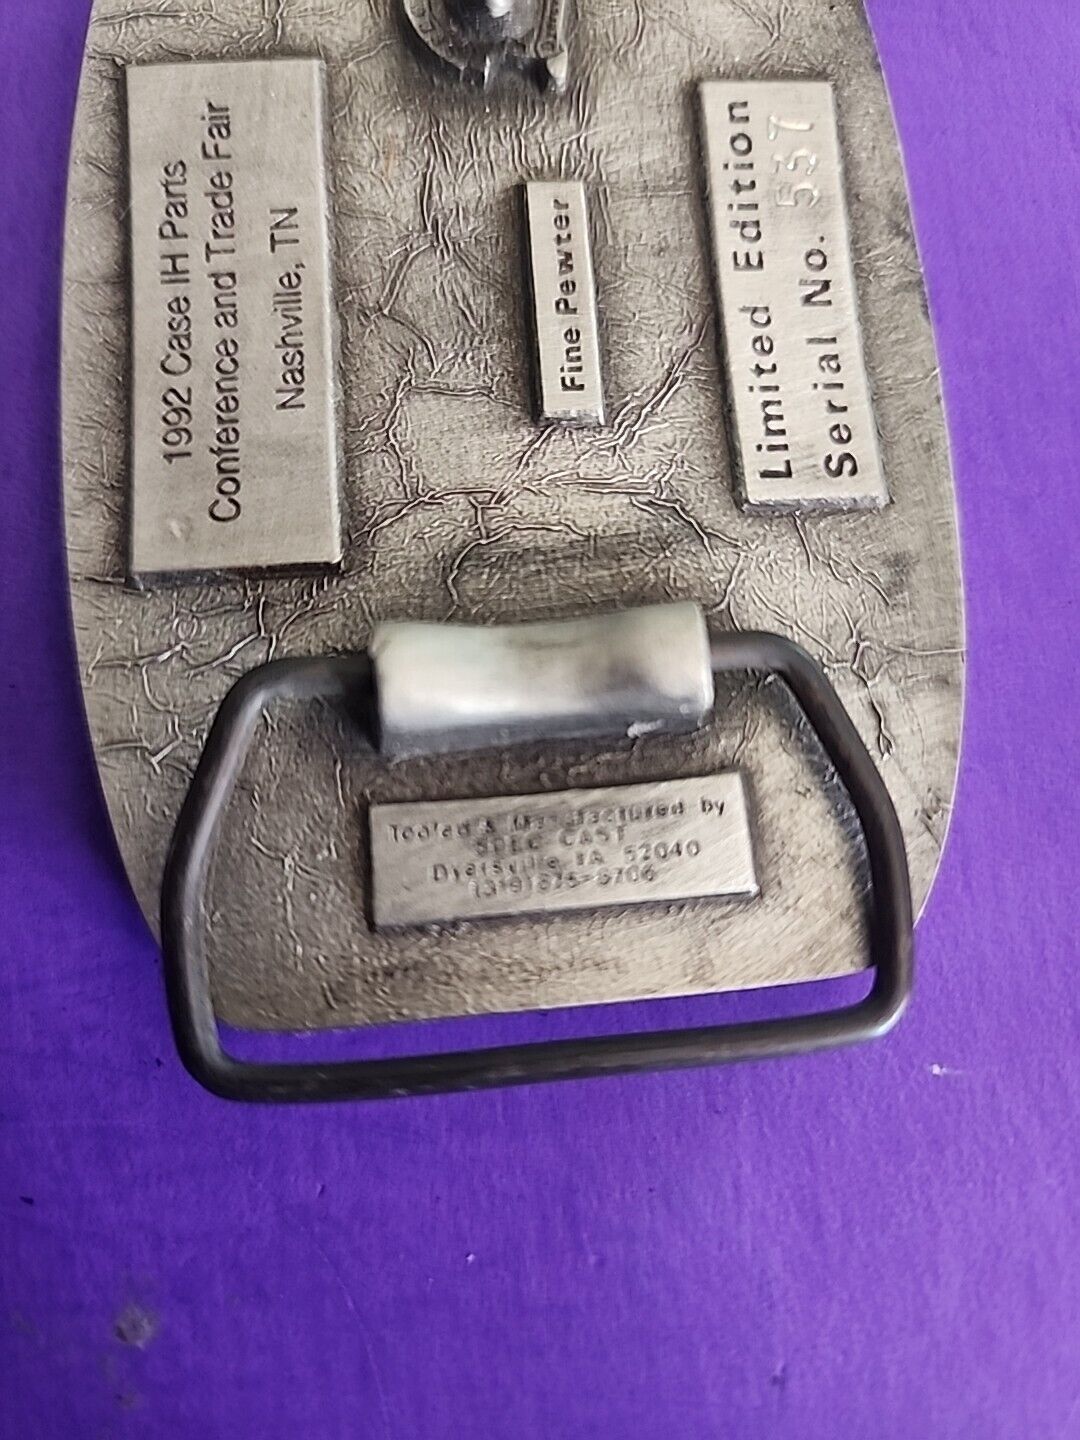 1992 Case IH Parts
Conference and Trade Fair
Nashville, TN
Fine Pewter
Limited Edition
Serial No. 537
Tooled & Manufactured by
SPEC CAST
Dyersville, IA 52040